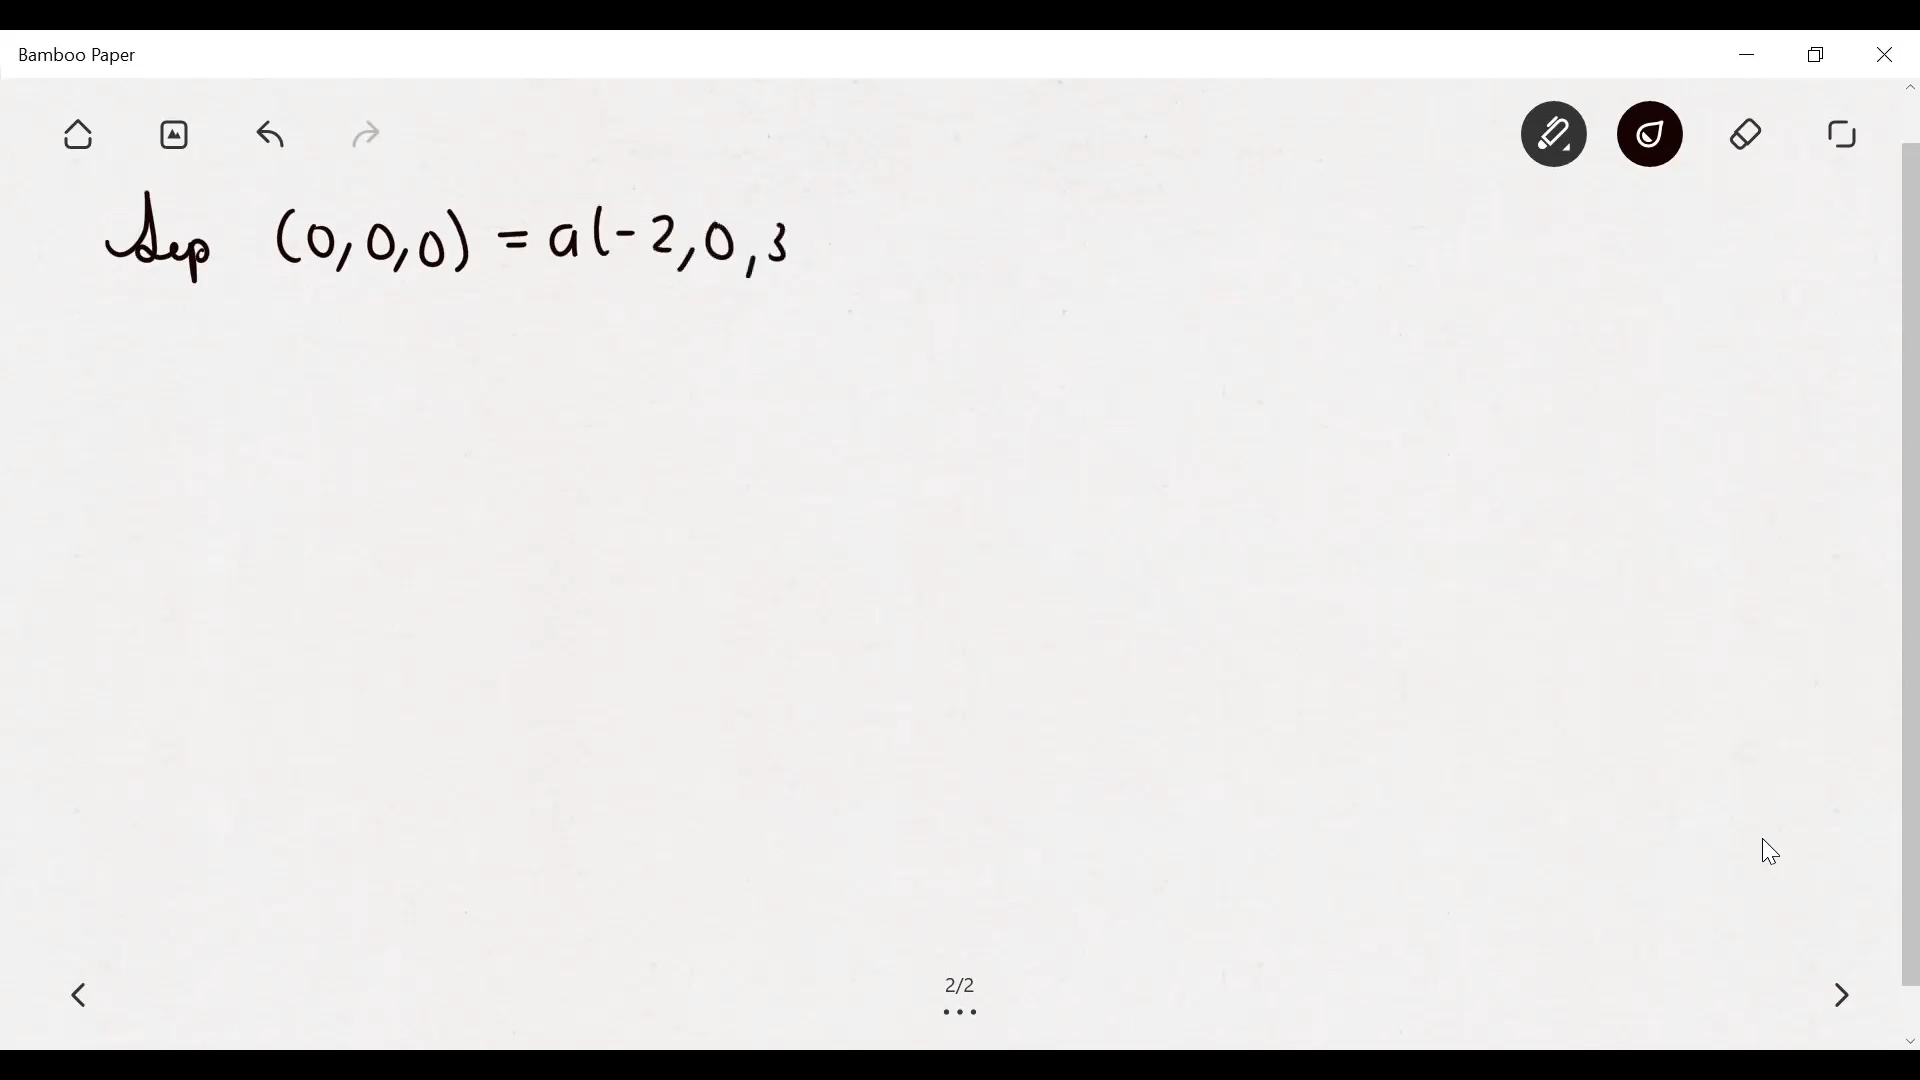 Bamboo Paper
Sup (0,0,0) = a(-2,0,3
2/2